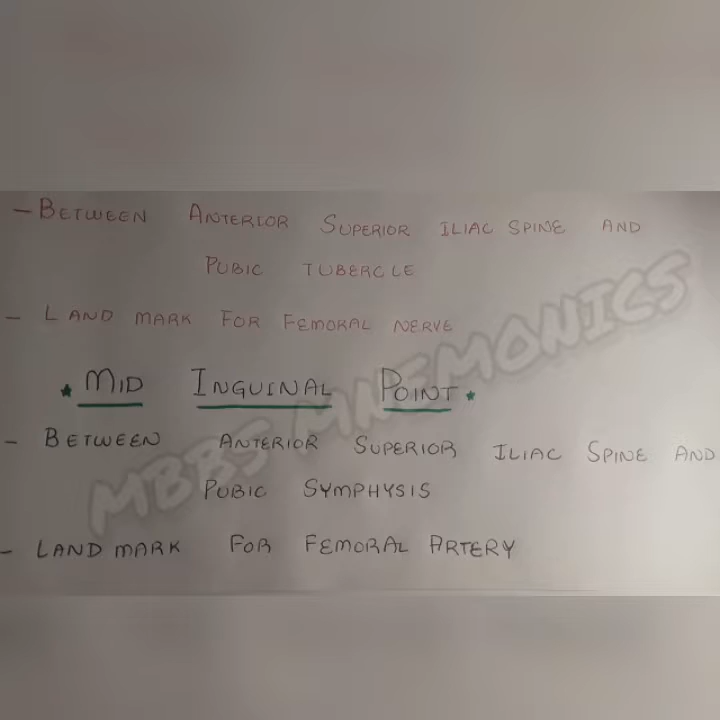 - BETWEEN ANTERIOR SUPERIOR ILIAC SPINE AND
PUBIC TUBERCLE
- LAND MARK FOR FEMORAL NERVE
* MID INGUINAL POINT *
- BETWEEN ANTERIOR SUPERIOR ILIAC SPINE AND
PUBIC SYMPHYSIS
- LAND MARK FOR FEMORAL ARTERY
MBBS MNEMONICS